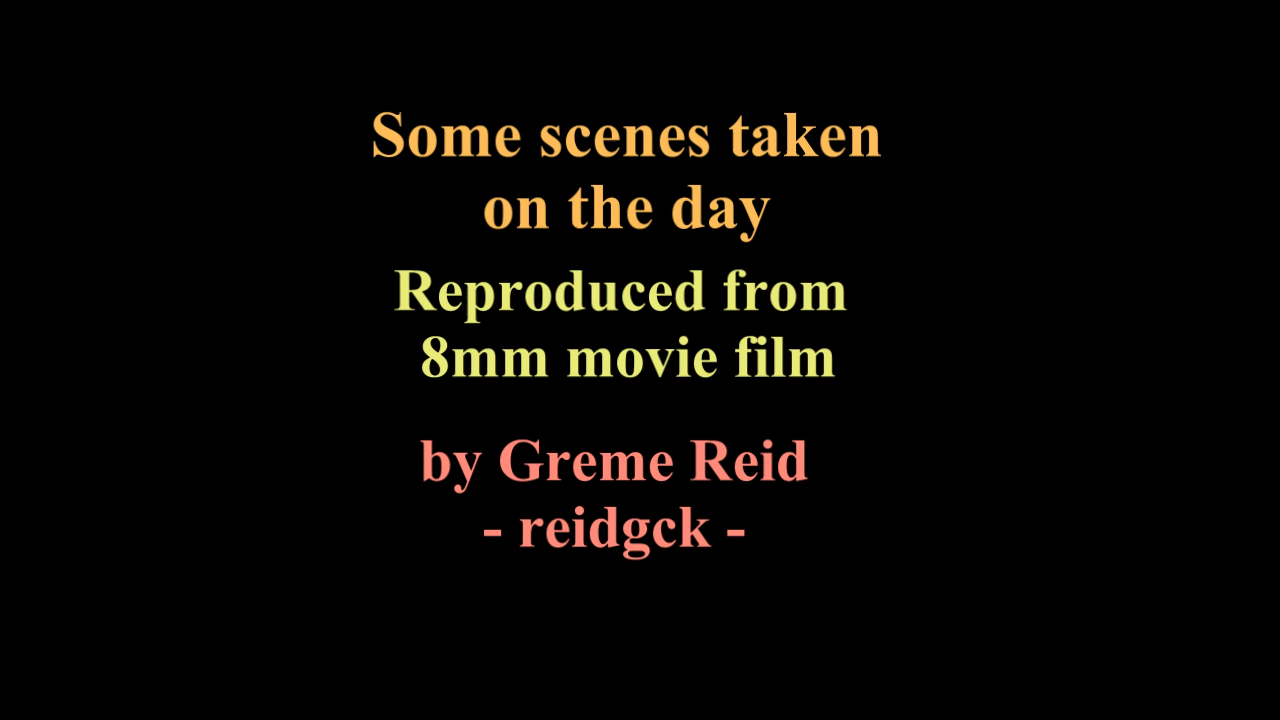 Some scenes taken
on the day
Reproduced from
8mm movie film
by Greme Reid
- reidgck -